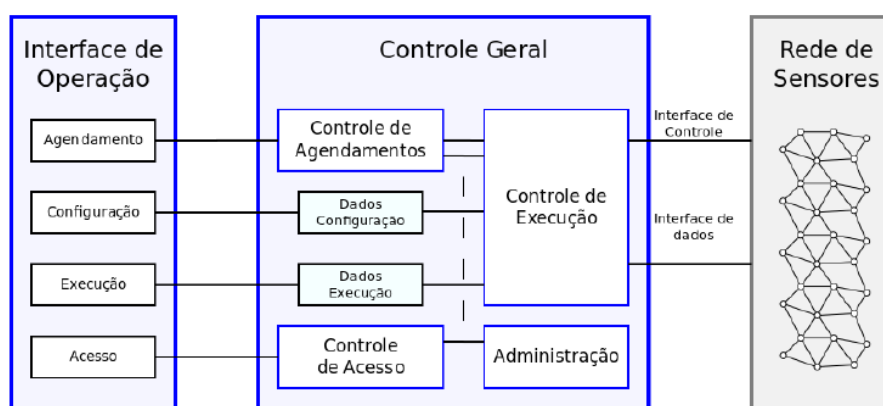 Interface de
Operação
Agendamento
Configuração
Execução
Acesso
Controle Geral
Controle de
Agendamentos
Dados
Configuração
Dados
Execução
Controle
de Acesso
Controle de
Execução
Administração
Interface de
Controle
Interface de
dados
Rede de
Sensores